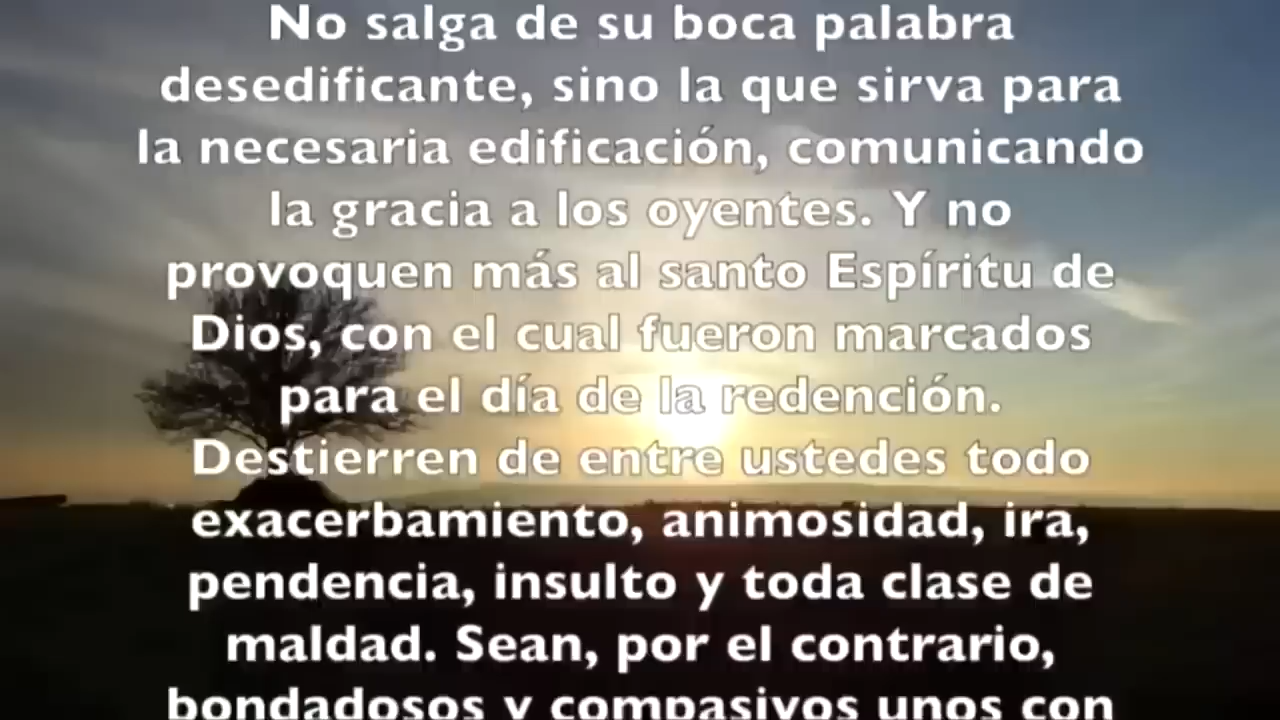 No salga de su boca palabra
desedificante, sino la que sirva para
la necesaria edificación, comunicando
la gracia a los oyentes. Y no
provoquen más al santo Espíritu de
Dios, con el cual fueron marcados
para el día de la redención.
Destierren de entre ustedes todo
exacerbamiento, animosidad, ira,
pendencia, insulto y toda clase de
maldad. Sean, por el contrario,
bondadosos y compasivos unos con